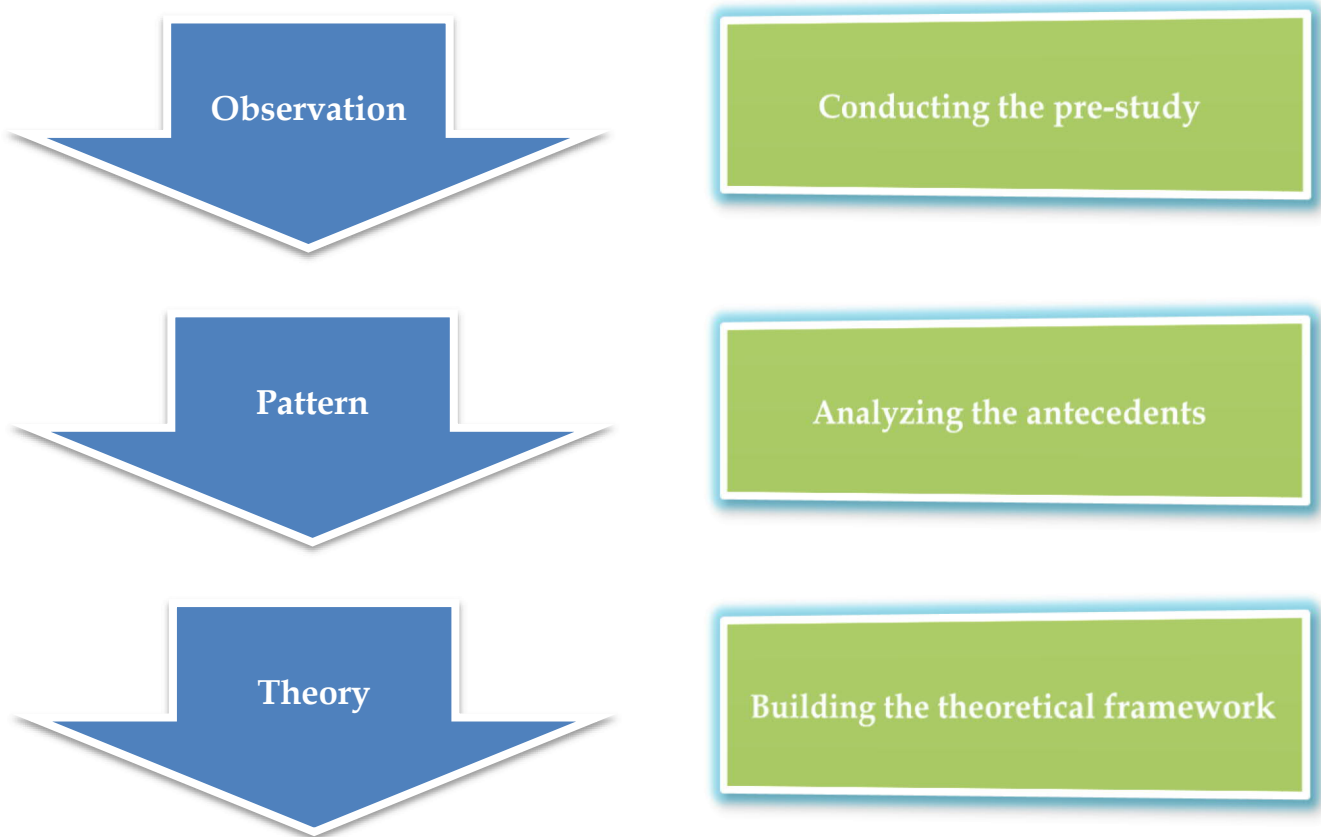 Observation
Conducting the pre-study
Pattern
Analyzing the antecedents
Theory
Building the theoretical framework